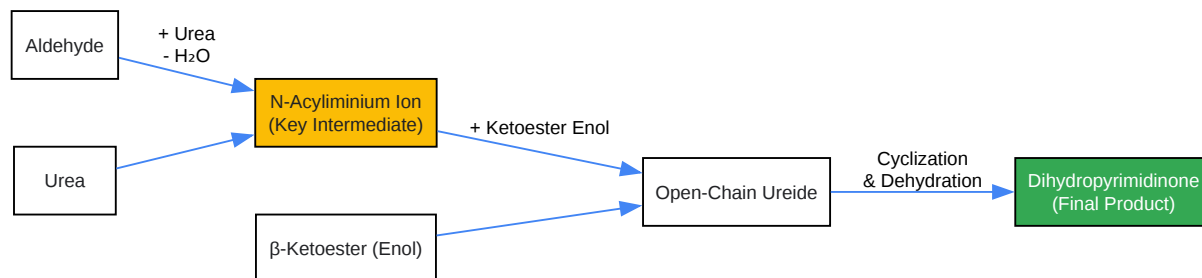 Aldehyde
+ Urea
- H₂O
Urea
N-Acyliminium Ion
(Key Intermediate)
+ Ketoester Enol
β-Ketoester (Enol)
Open-Chain Ureide
Cyclization
& Dehydration
Dihydropyrimidinone
(Final Product)